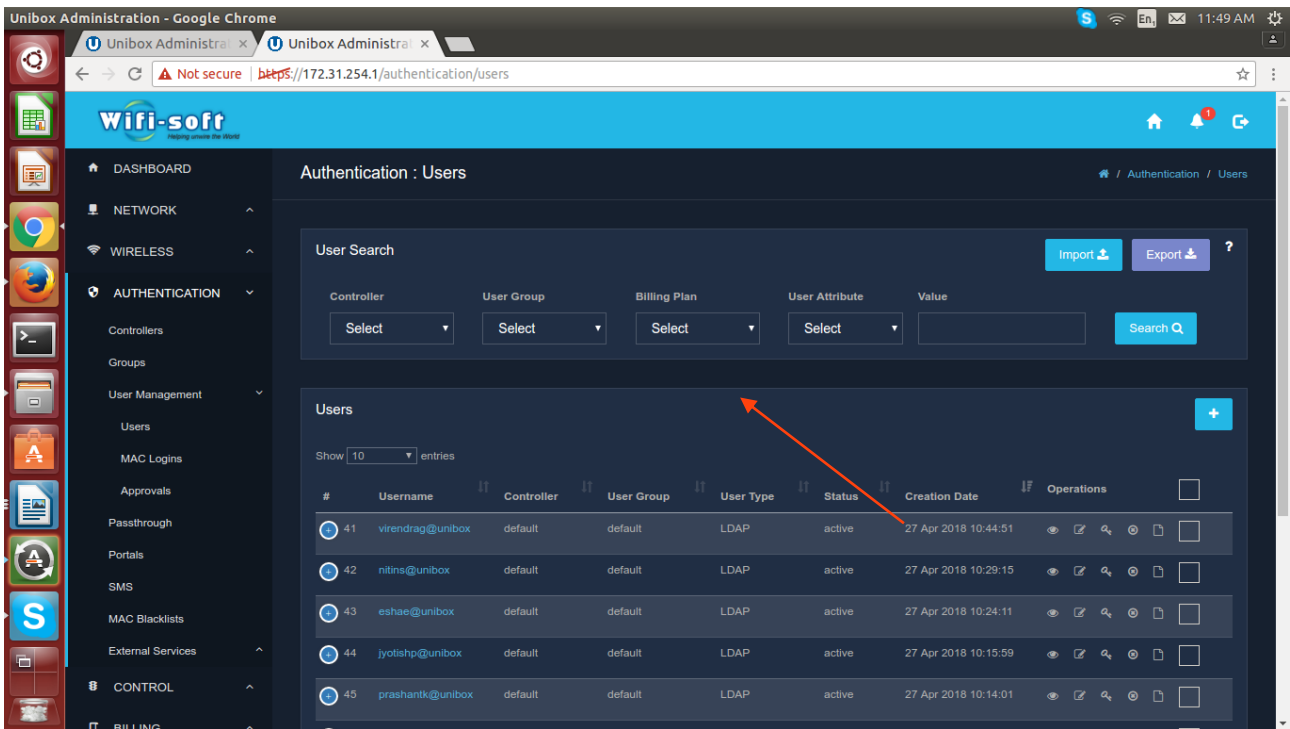 Unibox Administration - Google Chrome
En1 11:49 AM
Unibox Administra × Unibox Administra ×
Not secure | https://172.31.254.1/authentication/users
Wifi-soft
Helping unwire the World
1
DASHBOARD
NETWORK
WIRELESS
AUTHENTICATION
Controllers
Groups
User Management
Users
MAC Logins
Approvals
Passthrough
Portals
SMS
MAC Blacklists
External Services
CONTROL
BILLING
Authentication : Users
/ Authentication / Users
User Search
Import
Export
?
Controller User Group Billing Plan User Attribute Value
Select Select Select Select Search
Users
+
Show 10 entries
# Username Controller User Group User Type Status Creation Date Operations
41 virendrag@unibox default default LDAP active 27 Apr 2018 10:44:51
42 nitins@unibox default default LDAP active 27 Apr 2018 10:29:15
43 eshae@unibox default default LDAP active 27 Apr 2018 10:24:11
44 jyotishp@unibox default default LDAP active 27 Apr 2018 10:15:59
45 prashantk@unibox default default LDAP active 27 Apr 2018 10:14:01